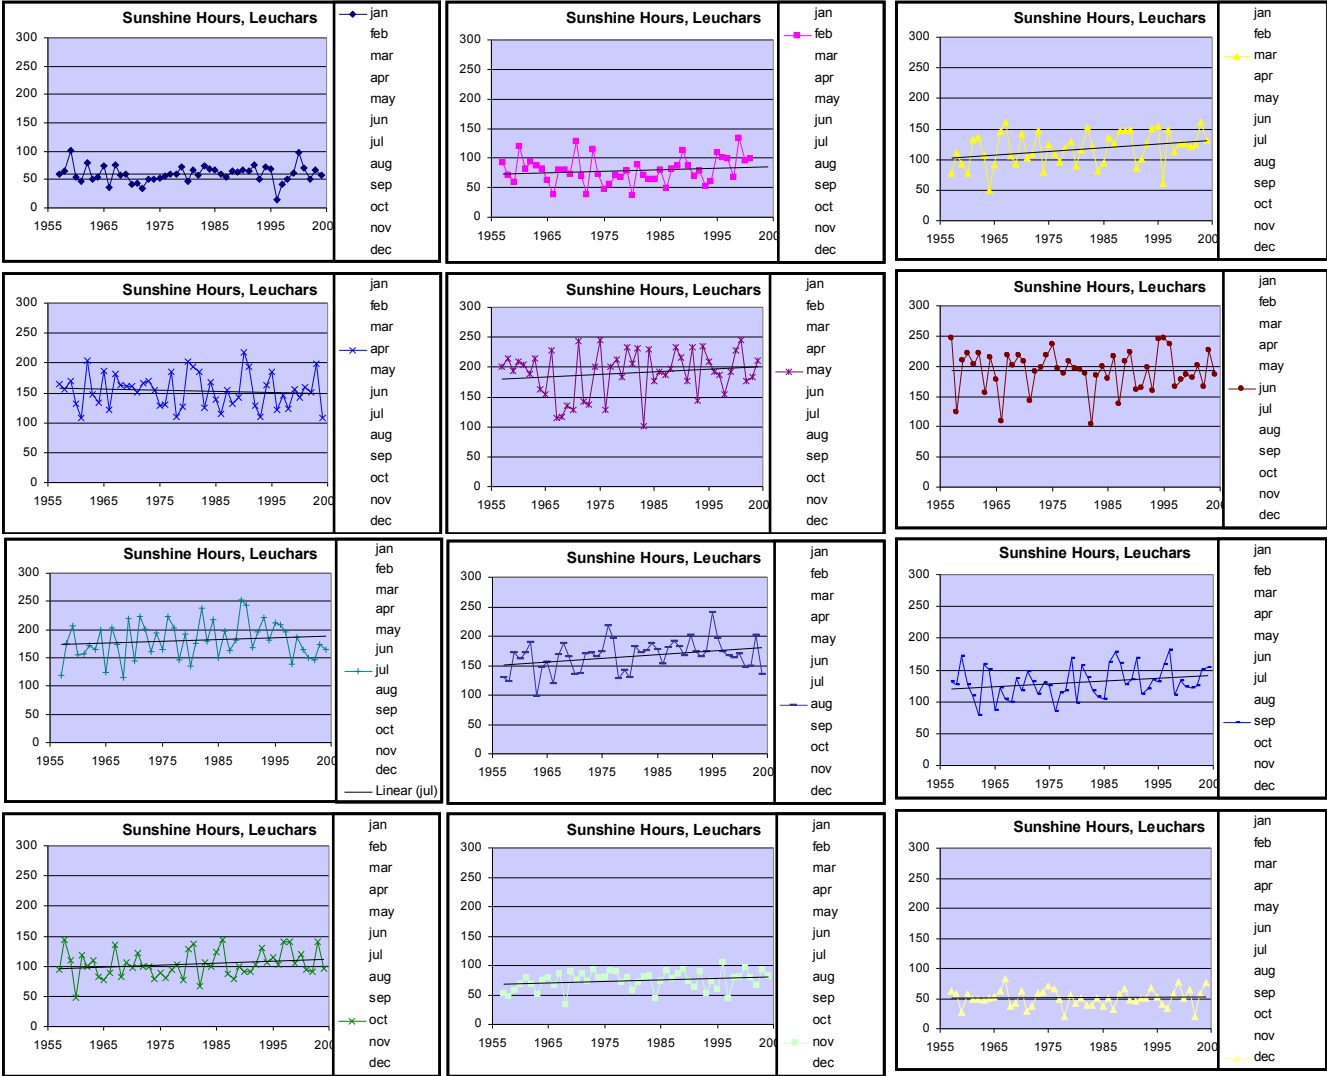 Sunshine Hours, Leuchars
300
250
200
150
100
50
0
1955 1965 1975 1985 1995 200
jan
feb
mar
apr
may
jun
jul
aug
sep
oct
nov
dec
Sunshine Hours, Leuchars
300
250
200
150
100
50
0
1955 1965 1975 1985 1995 200
jan
feb
mar
apr
may
jun
jul
aug
sep
oct
nov
dec
Sunshine Hours, Leuchars
300
250
200
150
100
50
0
1955 1965 1975 1985 1995 200
jan
feb
mar
apr
may
jun
jul
aug
sep
oct
nov
dec
Sunshine Hours, Leuchars
300
250
200
150
100
50
0
1955 1965 1975 1985 1995 200
jan
feb
mar
apr
may
jun
jul
aug
sep
oct
nov
dec
Sunshine Hours, Leuchars
300
250
200
150
100
50
0
1955 1965 1975 1985 1995 200
jan
feb
mar
apr
may
jun
jul
aug
sep
oct
nov
dec
Sunshine Hours, Leuchars
300
250
200
150
100
50
0
1955 1965 1975 1985 1995 200
jan
feb
mar
apr
may
jun
jul
aug
sep
oct
nov
dec
Sunshine Hours, Leuchars
300
250
200
150
100
50
0
1955 1965 1975 1985 1995 200
jan
feb
mar
apr
may
jun
jul
aug
sep
oct
nov
dec
Linear (jul)
Sunshine Hours, Leuchars
300
250
200
150
100
50
0
1955 1965 1975 1985 1995 200
jan
feb
mar
apr
may
jun
jul
aug
sep
oct
nov
dec
Sunshine Hours, Leuchars
300
250
200
150
100
50
0
1955 1965 1975 1985 1995 200
jan
feb
mar
apr
may
jun
jul
aug
sep
oct
nov
dec
Sunshine Hours, Leuchars
300
250
200
150
100
50
0
1955 1965 1975 1985 1995 200
jan
feb
mar
apr
may
jun
jul
aug
sep
oct
nov
dec
Sunshine Hours, Leuchars
300
250
200
150
100
50
0
1955 1965 1975 1985 1995 200
jan
feb
mar
apr
may
jun
jul
aug
sep
oct
nov
dec
Sunshine Hours, Leuchars
300
250
200
150
100
50
0
1955 1965 1975 1985 1995 200
jan
feb
mar
apr
may
jun
jul
aug
sep
oct
nov
dec